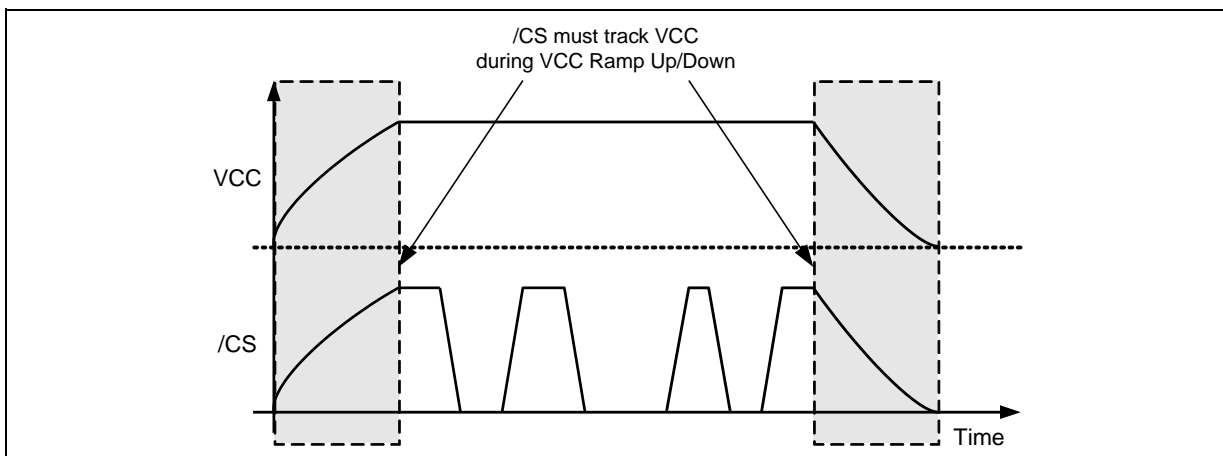 /CS must track VCC
during VCC Ramp Up/Down
VCC
/CS
Time